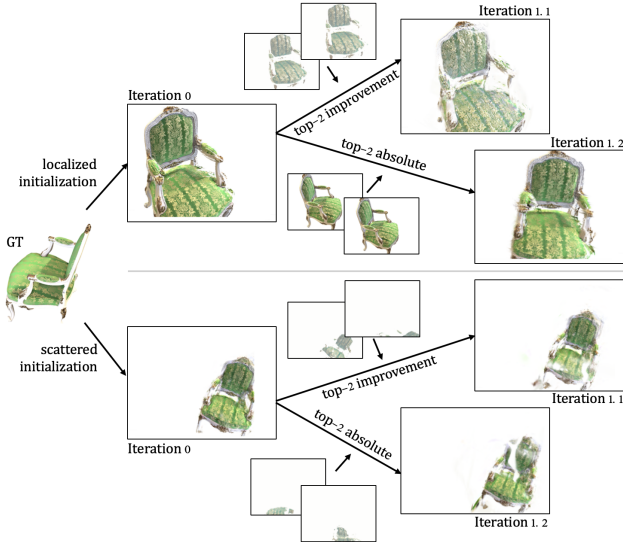 Iteration 1. 1
Iteration 0
top-2 improvement
top-2 absolute
Iteration 1. 2
localized
initialization
GT
scattered
initialization
top-2 improvement
Iteration 1. 1
top-2 absolute
Iteration 0
Iteration 1. 2